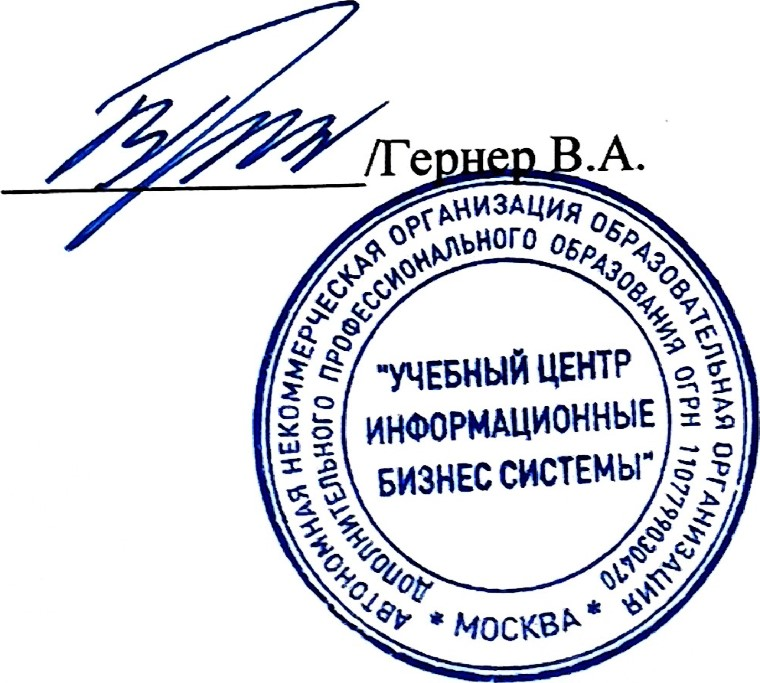 /Гернер В.А.
АВТОНОМНАЯ НЕКОММЕРЧЕСКАЯ ОРГАНИЗАЦИЯ ОБРАЗОВАТЕЛЬНАЯ ОРГАНИЗАЦИЯ
ДОПОЛНИТЕЛЬНОГО ПРОФЕССИОНАЛЬНОГО ОБРАЗОВАНИЯ ОГРН 1107799030470
"УЧЕБНЫЙ ЦЕНТР
ИНФОРМАЦИОННЫЕ
БИЗНЕС СИСТЕМЫ"
* МОСКВА *